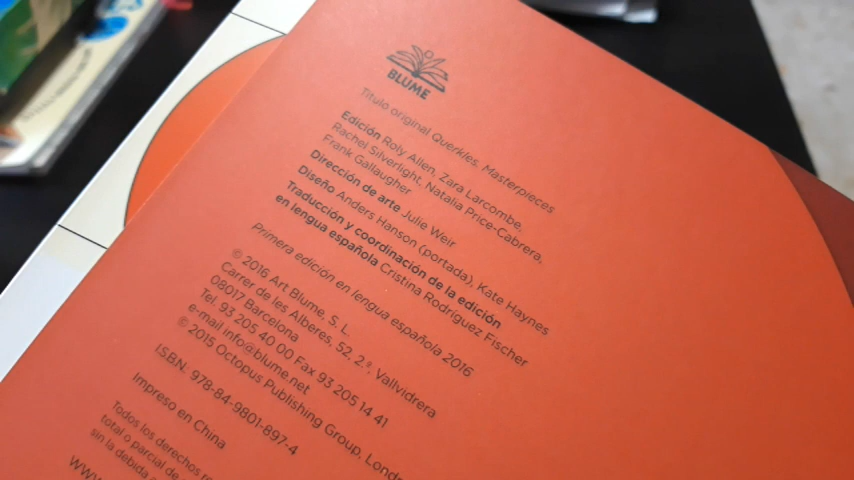 BLUME
Título original Querkles. Masterpieces
Edición Roly Allen, Zara Larcombe,
Rachel Silverlight, Natalia Price-Cabrera,
Frank Gallaugher
Dirección de arte Julie Weir
Diseño Anders Hanson (portada), Kate Haynes
Traducción y coordinación de la edición
en lengua española Cristina Rodríguez Fischer
Primera edición en lengua española 2016
© 2016 Art Blume, S. L.
Carrer de les Alberes, 52, 2.º, Vallvidrera
08017 Barcelona
Tel. 93 205 40 00 Fax 93 205 14 41
e-mail info@blume.net
© 2015 Octopus Publishing Group, Londr
ISBN: 978-84-9801-897-4
Impreso en China
Todos los derechos re
total o parcial de
sin la debida
WWW